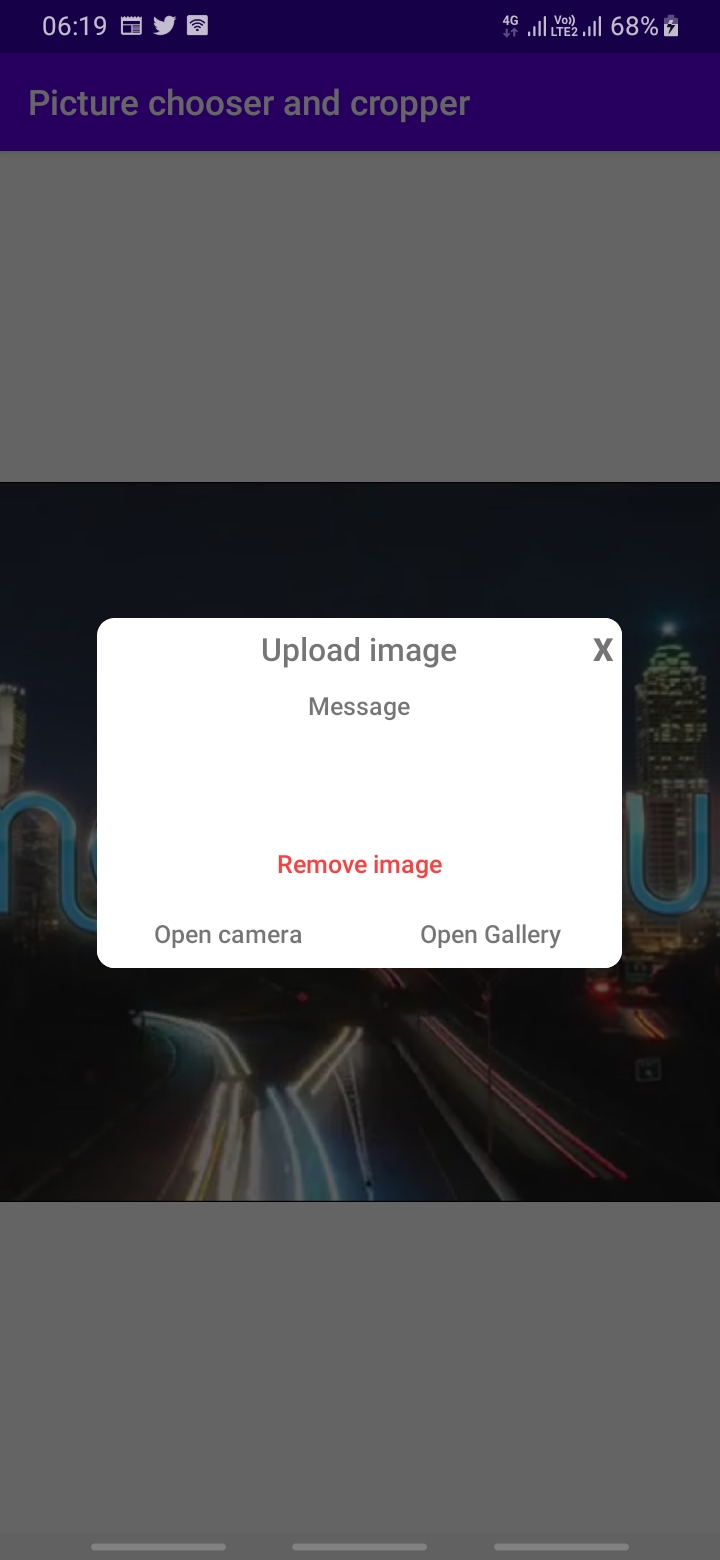 06:19 4G Vo)) LTE2 68%
Picture chooser and cropper
Upload image X
Message
Remove image
Open camera Open Gallery